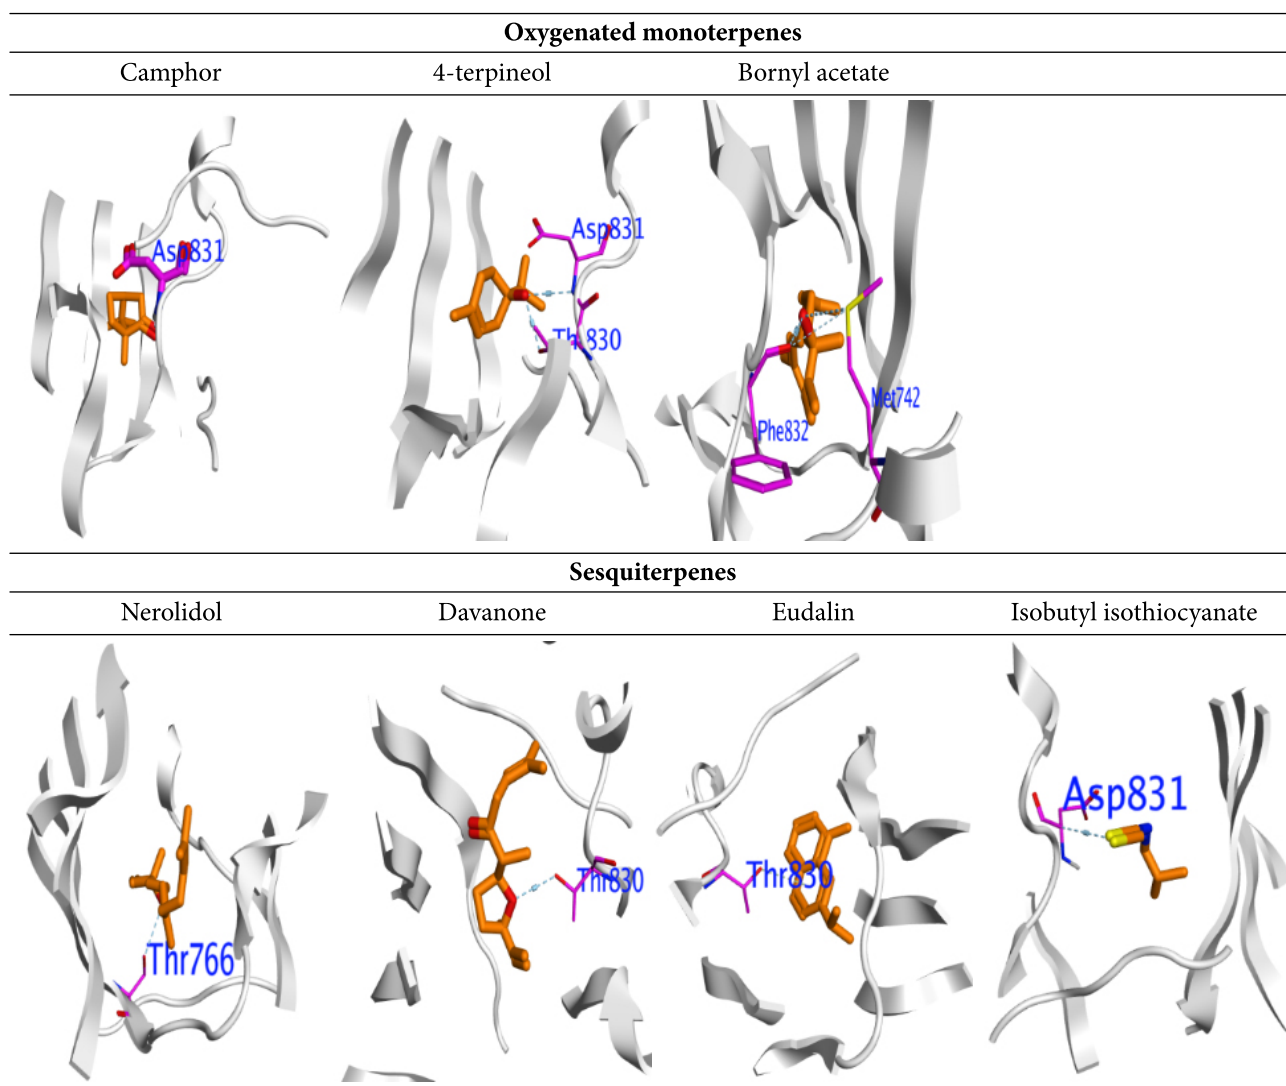 Oxygenated monoterpenes
Camphor 4-terpineol Bornyl acetate
Asp831 Asp831
Thr830
Met742
Phe832
Sesquiterpenes
Nerolidol Davanone Eudalin Isobutyl isothiocyanate
Asp831
Thr830 Thr830
Thr766